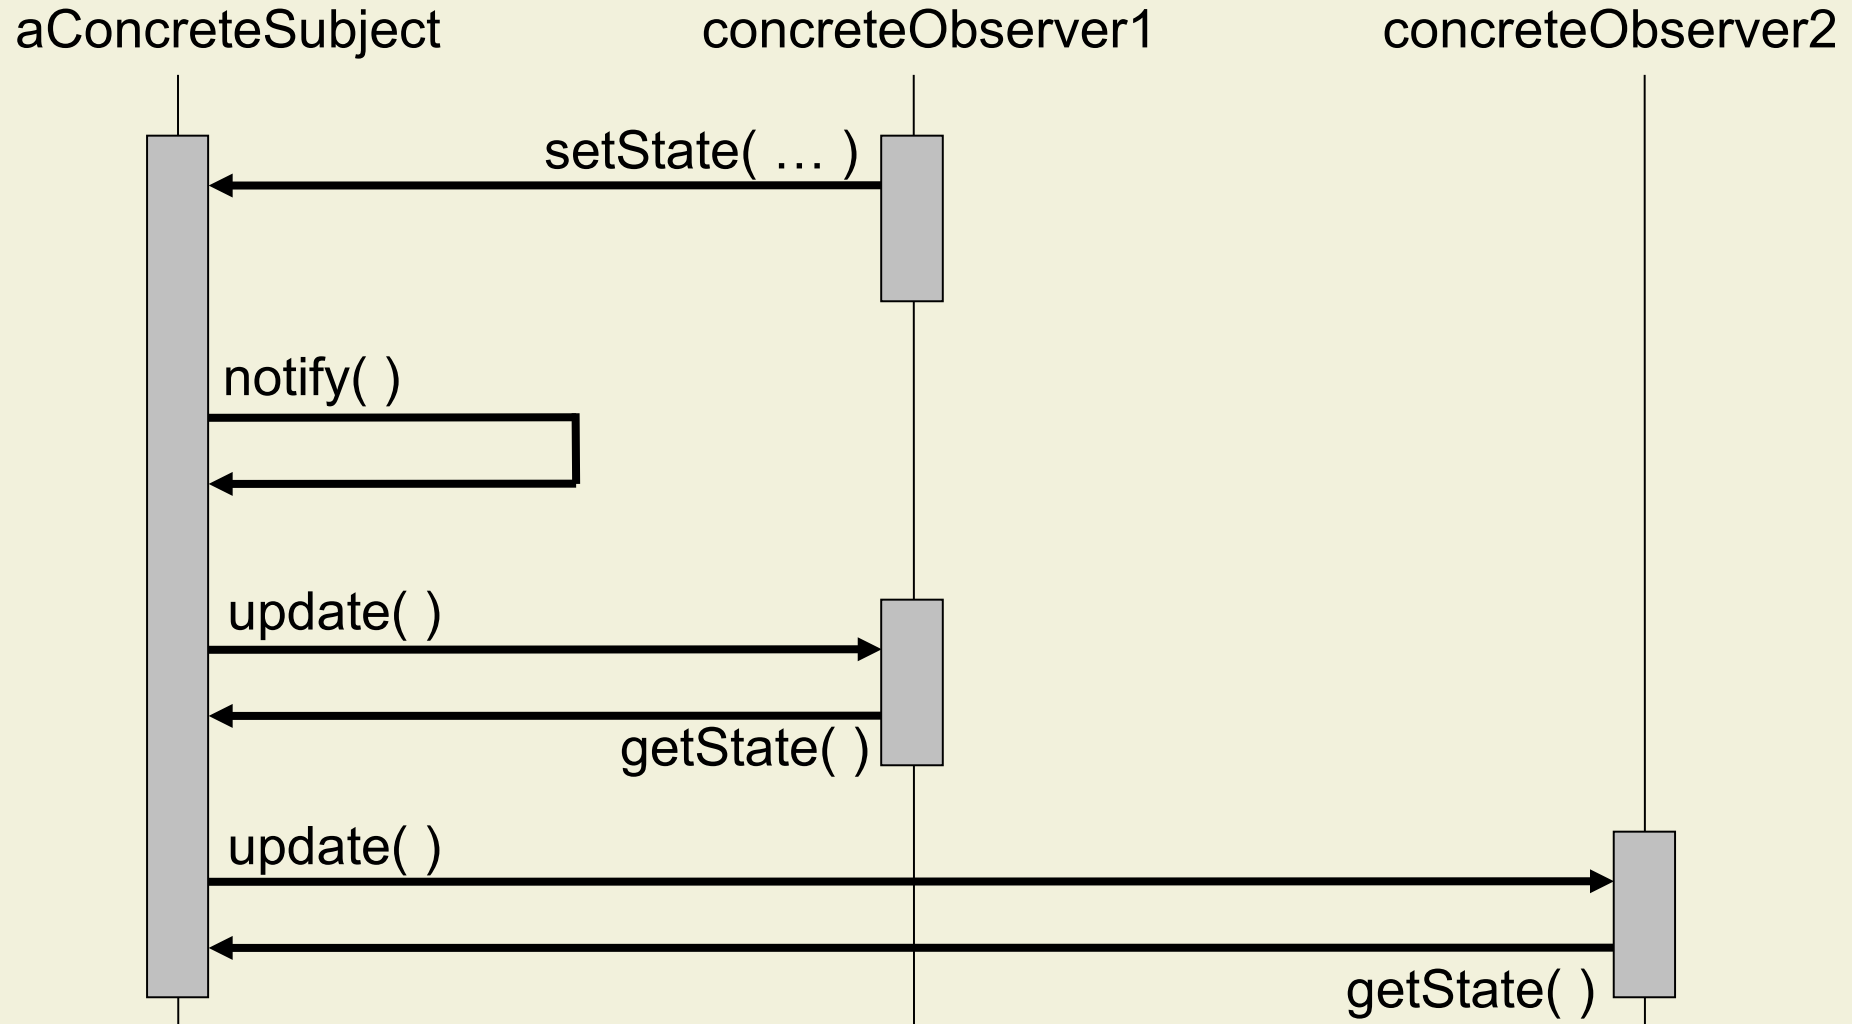 aConcreteSubject
concreteObserver1
concreteObserver2
setState( … )
notify( )
update( )
getState( )
update( )
getState( )